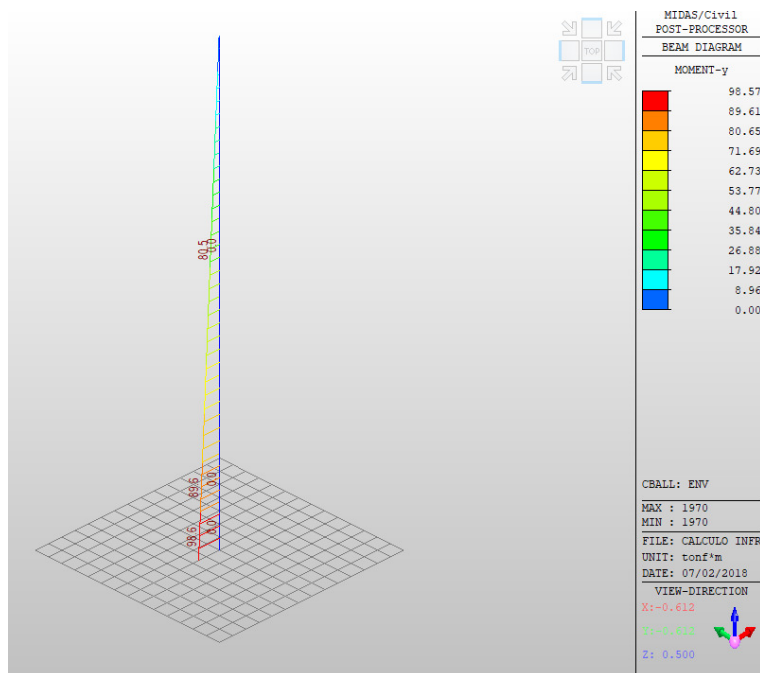 MIDAS/Civil
POST-PROCESSOR
BEAM DIAGRAM
MOMENT-y
98.57
89.61
80.65
71.69
62.73
53.77
44.80
35.84
26.88
17.92
8.96
0.00
TOP
80.5
0.0
89.6
0.0
98.6
0.0
CBALL: ENV
MAX : 1970
MIN : 1970
FILE: CALCULO INFR
UNIT: tonf*m
DATE: 07/02/2018
VIEW-DIRECTION
X:-0.612
Z: 0.500